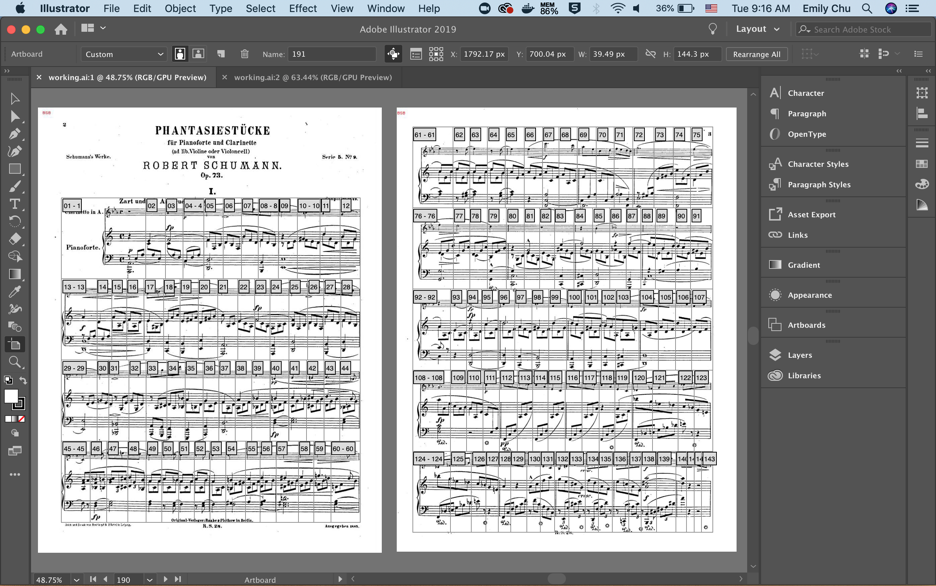 Illustrator File Edit Object Type Select Effect View Window Help MEM 86% 36% Tue 9:16 AM Emily Chu
Adobe Illustrator 2019 Layout Search Adobe Stock
Artboard Custom Name: 191 X: 1792.17 px Y: 700.04 px W: 39.49 px H: 144.3 px Rearrange All
× working.ai:1 @ 48.75% (RGB/GPU Preview) × working.ai:2 @ 63.44% (RGB/GPU Preview)
2
PHANTASIESTÜCKE
für Pianoforte und Clarinette
(ad lib. Violine oder Violoncell)
von
Schumann's Werke. ROBERT SCHUMANN. Serie 5. Nº 9.
Op. 73.
I.
Zart und
01 - 1 02 03 04 - 4 05 06 07 08 - 8 09 10 - 10 11 12
Clarinette in A.
Pianoforte.
13 - 13 14 15 16 17 18 19 20 21 22 23 24 25 26 27 28
29 - 29 30 31 32 33 34 35 36 37 38 39 40 41 42 43 44
45 - 45 46 47 48 49 50 51 52 53 54 55 56 57 58 59 60 - 60
R.S. 28. Ausgegeben 1885.
61 - 61 62 63 64 65 66 67 68 69 70 71 72 73 74 75
76 - 76 77 78 79 80 81 82 83 84 85 86 87 88 89 90 91
92 - 92 93 94 95 96 97 98 99 100 101 102 103 104 105 106 107
108 - 108 109 110 111 112 113 114 115 116 117 118 119 120 121 122 123
124 - 124 125 126 127 128 129 130 131 132 133 134 135 136 137 138 139 143
Character
Paragraph
OpenType
Character Styles
Paragraph Styles
Asset Export
Links
Gradient
Appearance
Artboards
Layers
Libraries
48.75% 190 Artboard